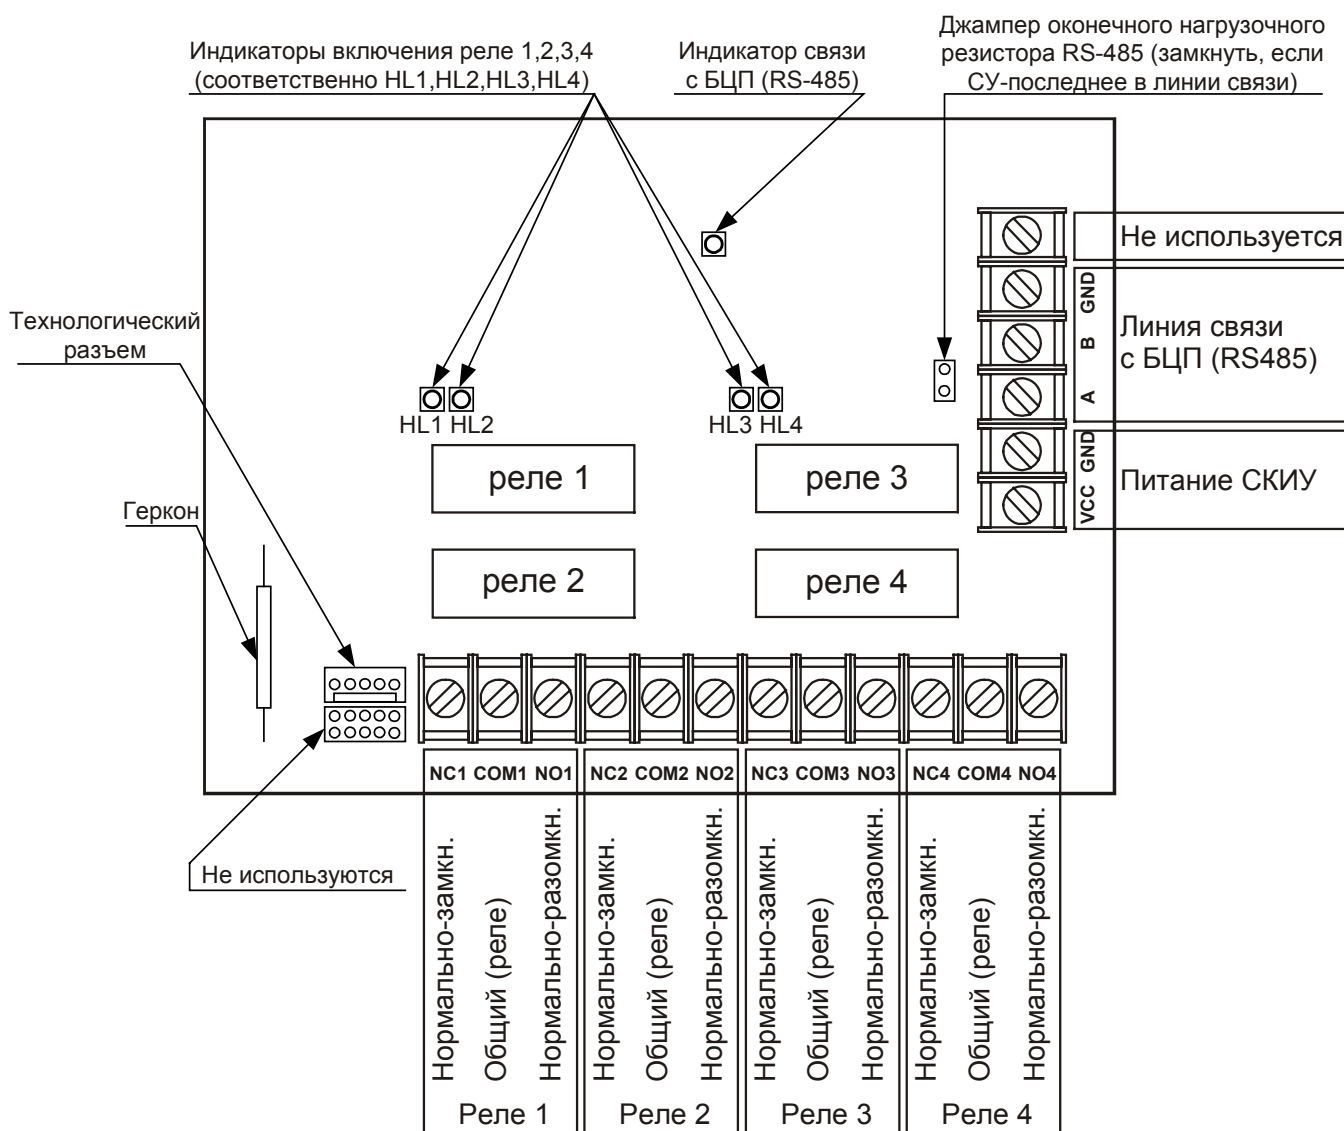 Индикаторы включения реле 1,2,3,4
(соответственно HL1,HL2,HL3,HL4)
Индикатор связи
с БЦП (RS-485)
Джампер оконечного нагрузочного
резистора RS-485 (замкнуть, если
СУ-последнее в линии связи)
Не используется
GND
B
A
Линия связи
с БЦП (RS485)
GND
VCC
Питание СКИУ
Технологический
разъем
HL1 HL2
HL3 HL4
реле 1
реле 3
Геркон
реле 2
реле 4
NC1 COM1 NO1
NC2 COM2 NO2
NC3 COM3 NO3
NC4 COM4 NO4
Не используются
Нормально-замкн.
Общий (реле)
Нормально-разомкн.
Нормально-замкн.
Общий (реле)
Нормально-разомкн.
Нормально-замкн.
Общий (реле)
Нормально-разомкн.
Нормально-замкн.
Общий (реле)
Нормально-разомкн.
Реле 1
Реле 2
Реле 3
Реле 4